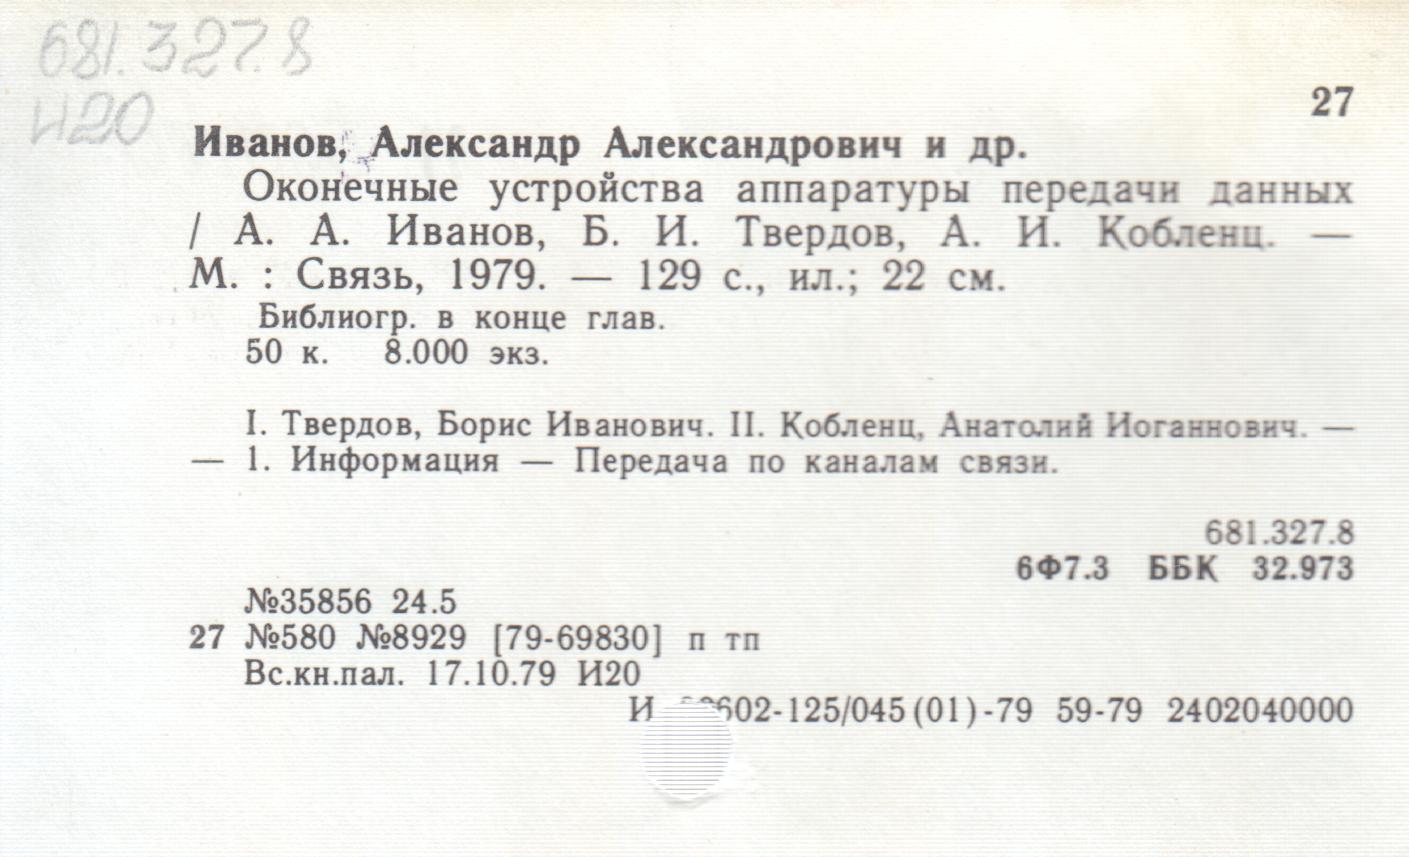 681.327.8
И20
27
Иванов, Александр Александрович и др.
Оконечные устройства аппаратуры передачи данных
/ А. А. Иванов, Б. И. Твердов, А. И. Кобленц. —
М. : Связь, 1979. — 129 с., ил.; 22 см.
Библиогр. в конце глав.
50 к. 8.000 экз.
I. Твердов, Борис Иванович. II. Кобленц, Анатолий Иоганнович. —
— 1. Информация — Передача по каналам связи.
681.327.8
6Ф7.3 ББК 32.973
№35856 24.5
27 №580 №8929 [79-69830] п тп
Вс.кн.пал. 17.10.79 И20
И 602-125/045(01)-79 59-79 2402040000